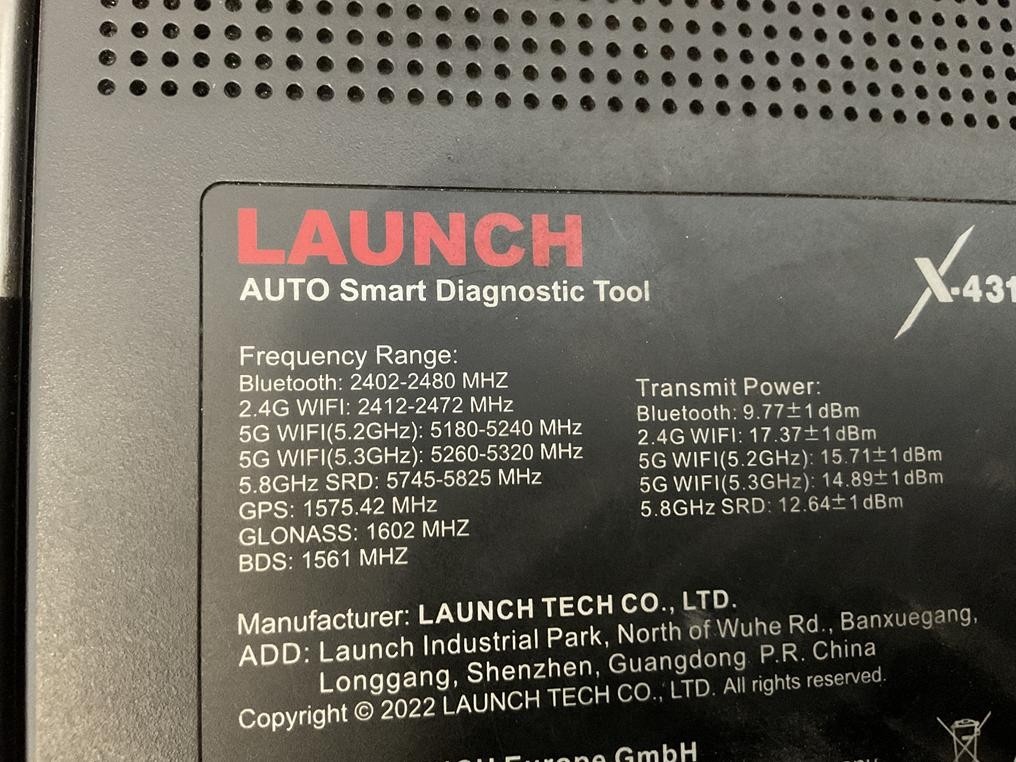 LAUNCH
AUTO Smart Diagnostic Tool
X-431
Frequency Range:
Bluetooth: 2402-2480 MHZ
2.4G WIFI: 2412-2472 MHz
5G WIFI(5.2GHz): 5180-5240 MHz
5G WIFI(5.3GHz): 5260-5320 MHz
5.8GHz SRD: 5745-5825 MHz
GPS: 1575.42 MHz
GLONASS: 1602 MHZ
BDS: 1561 MHZ
Transmit Power:
Bluetooth: 9.77±1dBm
2.4G WIFI: 17.37±1dBm
5G WIFI(5.2GHz): 15.71±1dBm
5G WIFI(5.3GHz): 14.89±1dBm
5.8GHz SRD: 12.64±1dBm
Manufacturer: LAUNCH TECH CO., LTD.
ADD: Launch Industrial Park, North of Wuhe Rd., Banxuegang,
Longgang, Shenzhen, Guangdong P.R. China
Copyright © 2022 LAUNCH TECH CO., LTD. All rights reserved.
Europe GmbH